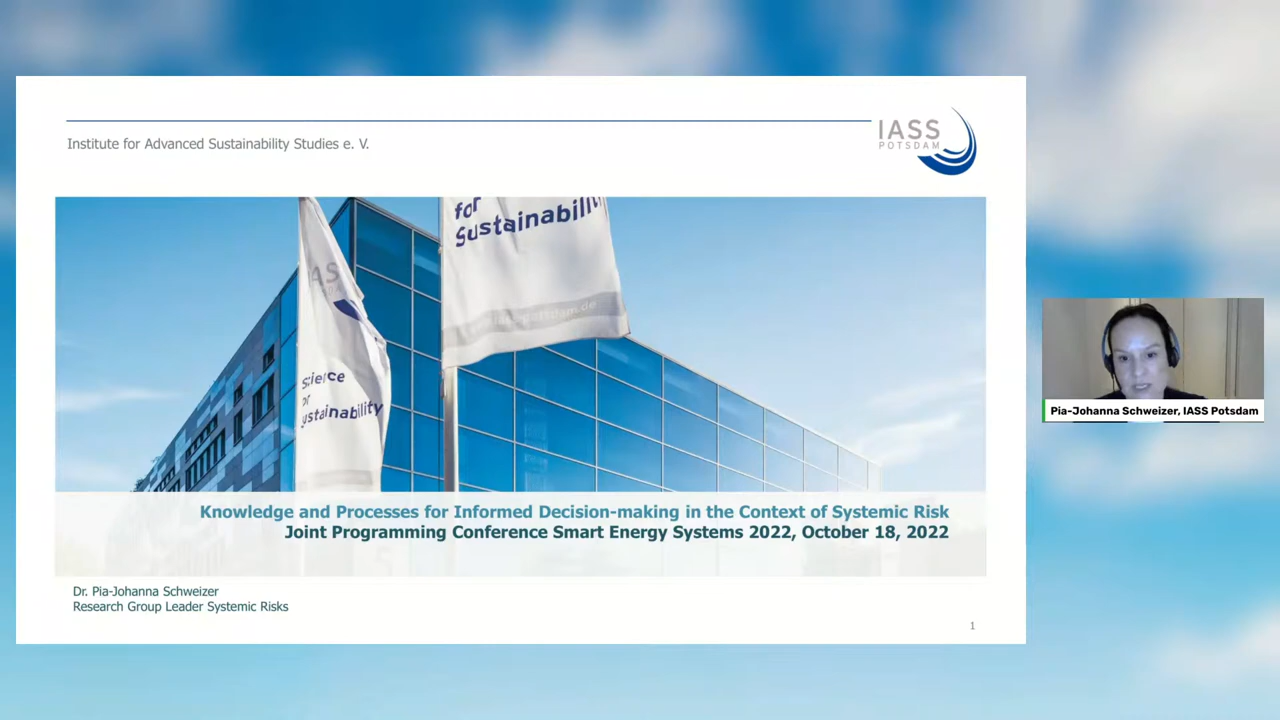 Institute for Advanced Sustainability Studies e. V.
IASS
POTSDAM
for
Sustainability
IAS
Science
for
ustainability
Knowledge and Processes for Informed Decision-making in the Context of Systemic Risk
Joint Programming Conference Smart Energy Systems 2022, October 18, 2022
Dr. Pia-Johanna Schweizer
Research Group Leader Systemic Risks
1
Pia-Johanna Schweizer, IASS Potsdam